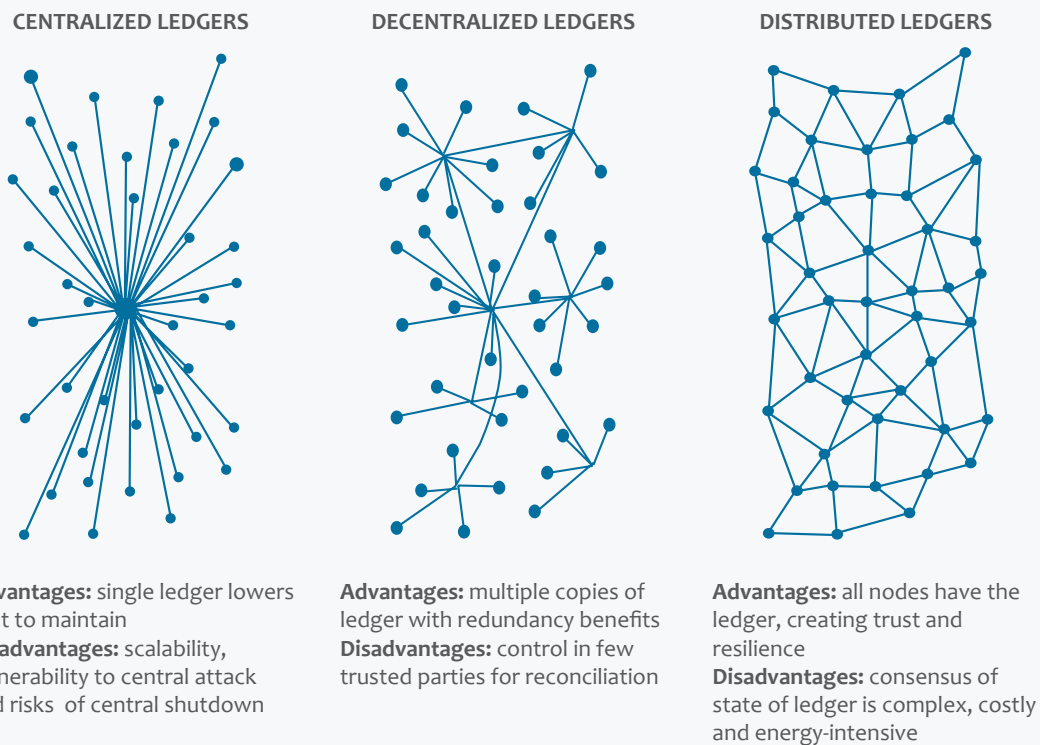 CENTRALIZED LEDGERS
DECENTRALIZED LEDGERS
DISTRIBUTED LEDGERS
vantages: single ledger lowers
t to maintain
advantages: scalability,
nerability to central attack
d risks of central shutdown
Advantages: multiple copies of
ledger with redundancy benefits
Disadvantages: control in few
trusted parties for reconciliation
Advantages: all nodes have the
ledger, creating trust and
resilience
Disadvantages: consensus of
state of ledger is complex, costly
and energy-intensive